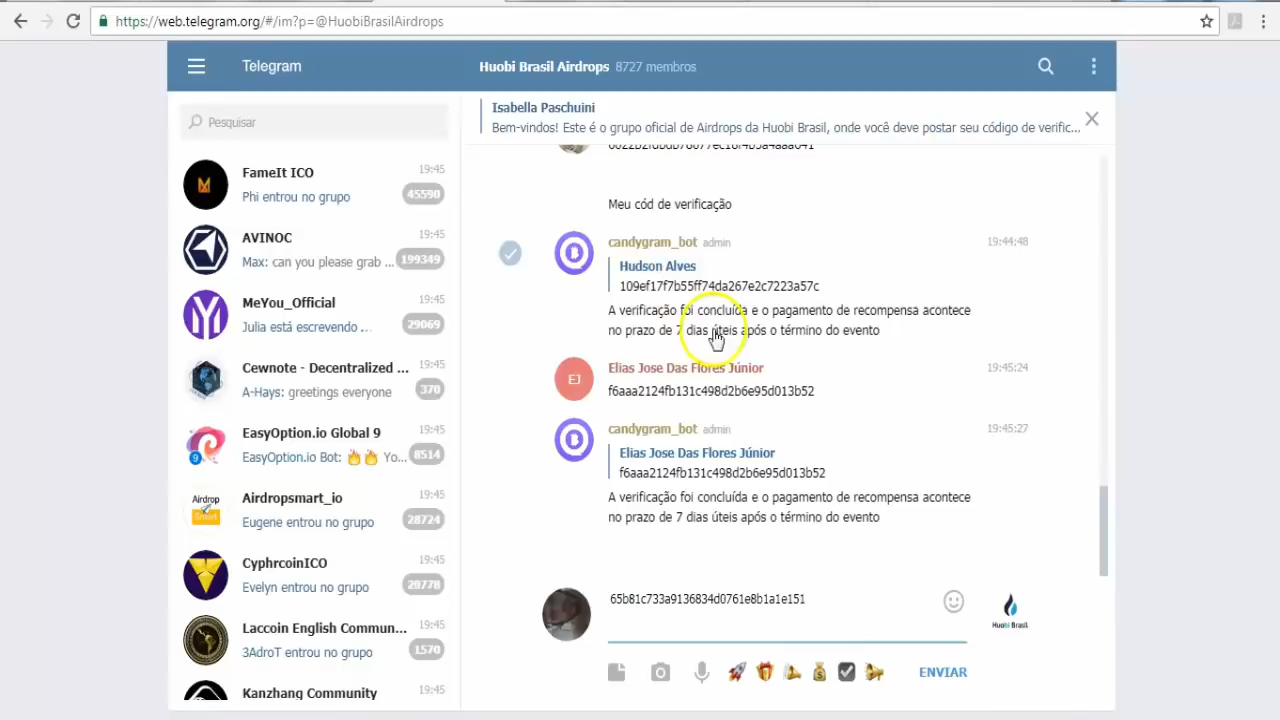 https://web.telegram.org/#/im?p=@HuobiBrasilAirdrops
Telegram
Huobi Brasil Airdrops 8727 membros
Pesquisar
FameIt ICO 19:45
Phi entrou no grupo 45590
AVINOC 19:45
Max: can you please grab ... 199349
MeYou_Official 19:45
Julia está escrevendo ... 29069
Cewnote - Decentralized ... 19:45
A-Hays: greetings everyone 370
EasyOption.io Global 9 19:45
EasyOption.io Bot: 🔥🔥 Yo... 8514
Airdropsmart_io 19:45
Eugene entrou no grupo 28724
CyphrcoinICO 19:45
Evelyn entrou no grupo 20778
Laccoin English Commun... 19:45
3AdroT entrou no grupo 1570
Kanzhang Community 19:45
Airdrop
Smart
9
Isabella Paschuini
Bem-vindos! Este é o grupo oficial de Airdrops da Huobi Brasil, onde você deve postar seu código de verific...
Meu cód de verificação
candygram_bot admin 19:44:48
Hudson Alves
109ef17f7b55ff74da267e2c7223a57c
A verificação foi concluída e o pagamento de recompensa acontece
no prazo de 7 dias úteis após o término do evento
EJ
Elias Jose Das Flores Júnior 19:45:24
f6aaa2124fb131c498d2b6e95d013b52
candygram_bot admin 19:45:27
Elias Jose Das Flores Júnior
f6aaa2124fb131c498d2b6e95d013b52
A verificação foi concluída e o pagamento de recompensa acontece
no prazo de 7 dias úteis após o término do evento
65b81c733a9136834d0761e8b1a1e151
Huobi Brasil
ENVIAR